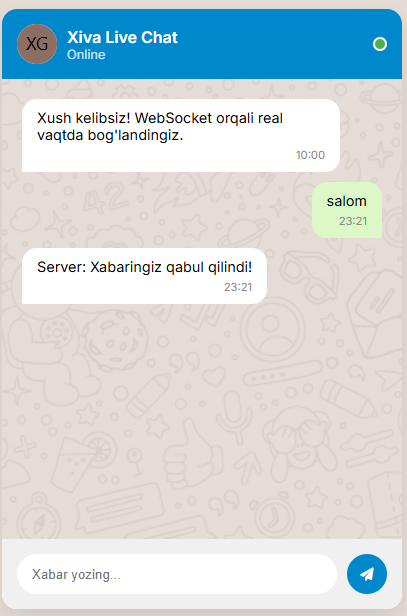 XG
Xiva Live Chat
Online
Xush kelibsiz! WebSocket orqali real
vaqtda bog'landingiz.
10:00
salom
23:21
Server: Xabaringiz qabul qilindi!
23:21
Xabar yozing...